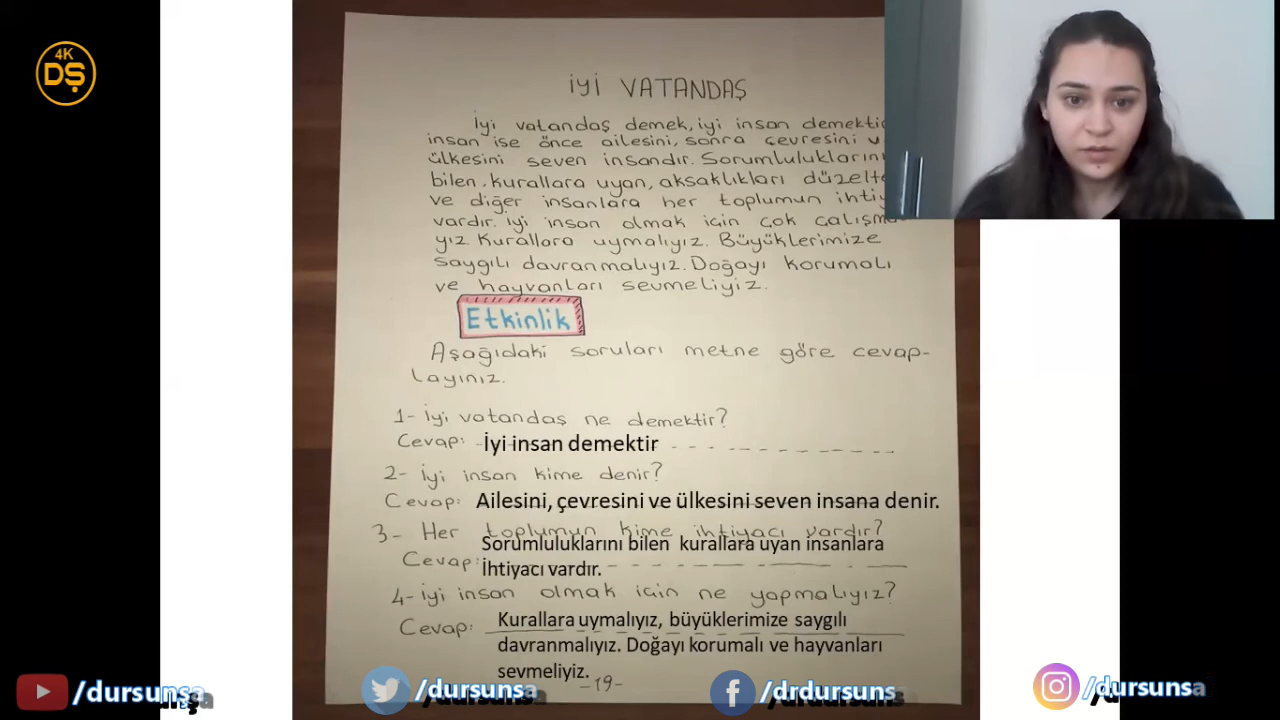 4K
DŞ
İYİ VATANDAŞ
İyi vatandaş demek, iyi insan demektir
insan ise önce ailesini, sonra çevresini
ülkesini seven insandır. Sorumluluklarını
bilen, kurallara uyan, aksaklıkları
ve diğer insanlara her toplumun
vardır. İyi insan olmak için çok
yız. Kurallara uymalıyız. Büyüklerimize
saygılı davranmalıyız. Doğayı korumalı
ve hayvanları sevmeliyiz.
Etkinlik
Aşağıdaki soruları metne göre cevap-
layınız.
1- İyi vatandaş ne demektir?
Cevap: İyi insan demektir
2- İyi insan kime denir?
Cevap: Ailesini, çevresini ve ülkesini seven insana denir.
3- Her toplumun kime ihtiyacı vardır?
Sorumluluklarını bilen kurallara uyan insanlara
Cevap: İhtiyacı vardır.
4- İyi insan olmak için ne yapmalıyız?
Cevap: Kurallara uymalıyız, büyüklerimize saygılı
davranmalıyız. Doğayı korumalı ve hayvanları
sevmeliyiz.
-19-
/dursunsa /dursunsa /drdursuns /dursunsa